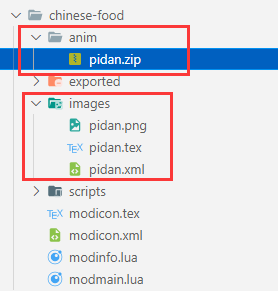 chinese-food
anim
pidan.zip
exported
images
pidan.png
TEX pidan.tex
pidan.xml
scripts
TEX modicon.tex
modicon.xml
modinfo.lua
modmain.lua